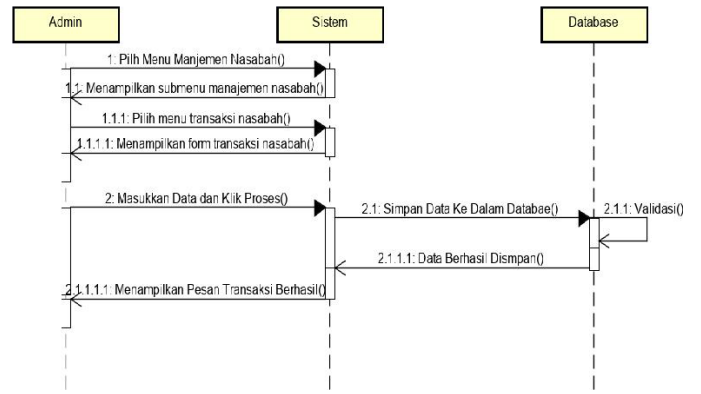 Admin
Sistem
Database
1: Pilh Menu Manjemen Nasabah()
1.1: Menampilkan submenu manajemen nasabah()
1.1.1: Pilih menu transaksi nasabah()
1.1.1.1: Menampilkan form transaksi nasabah()
2: Masukkan Data dan Klik Proses()
2.1: Simpan Data Ke Dalam Databae()
2.1.1: Validasi()
2.1.1.1: Data Berhasil Dismpan()
2.1.1.1.1: Menampilkan Pesan Transaksi Berhasil()